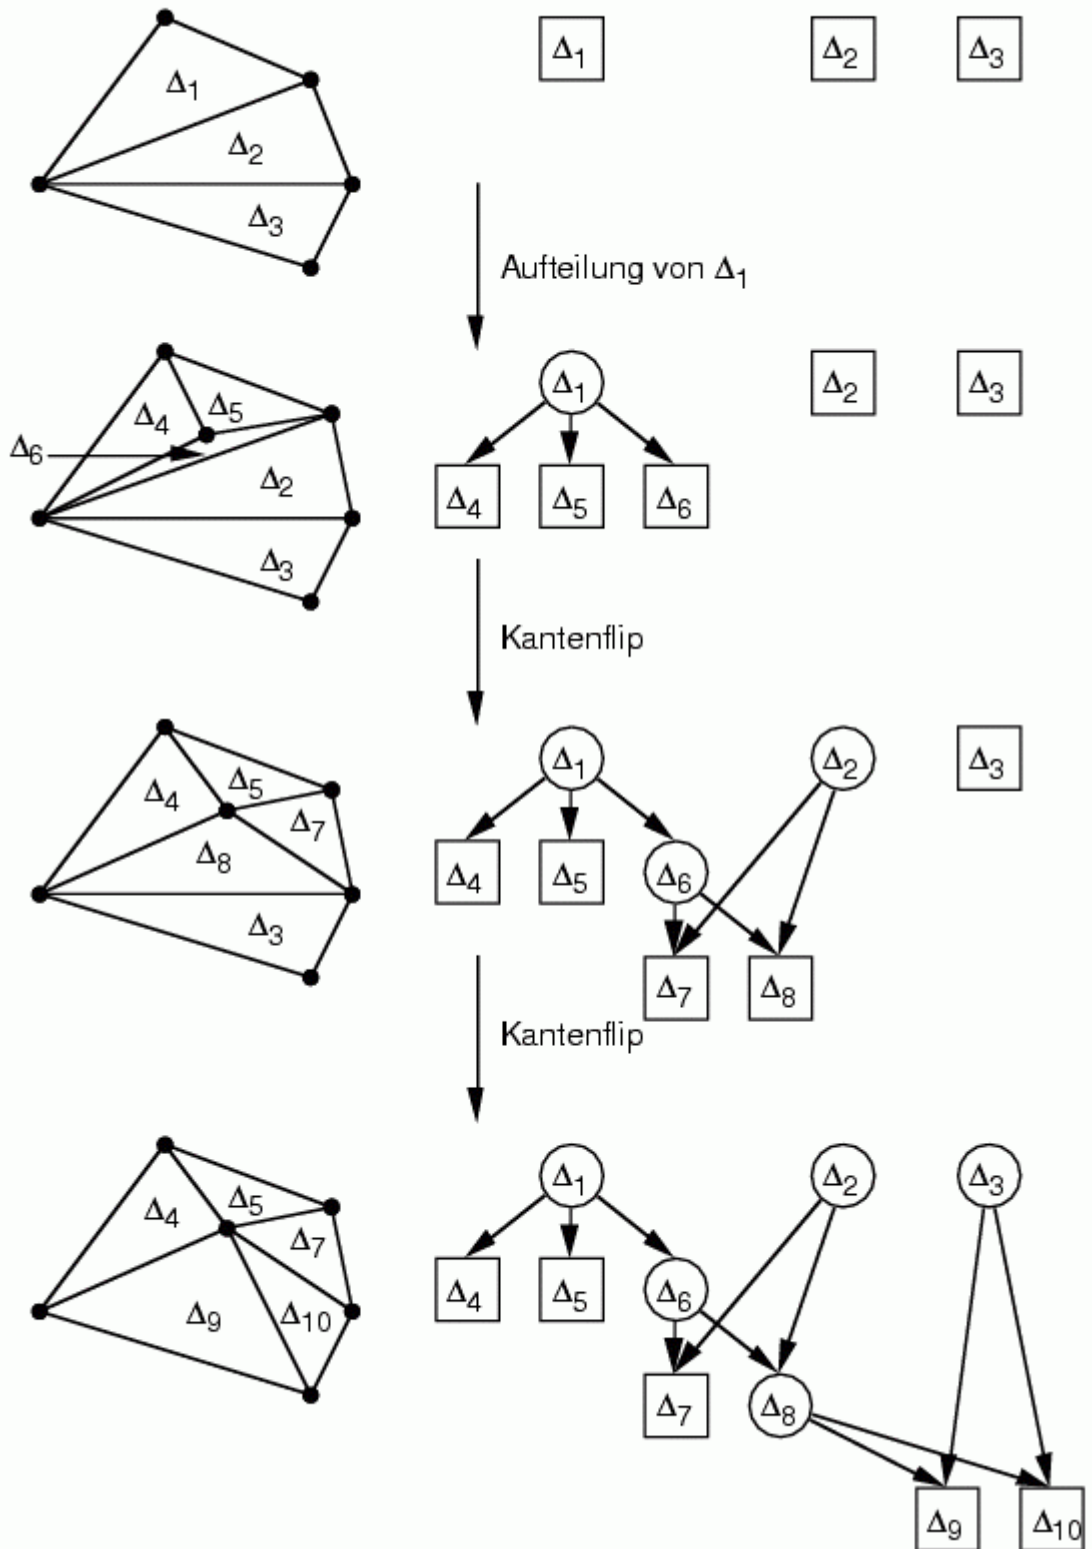 Δ1 Δ1 Δ2 Δ3
Δ2
Δ3
Aufteilung von Δ1
Δ4 Δ5 Δ1 Δ2 Δ3
Δ6
Δ2 Δ4 Δ5 Δ6
Δ3
Kantenflip
Δ4 Δ5 Δ1 Δ2 Δ3
Δ7
Δ8 Δ4 Δ5 Δ6
Δ3
Δ7 Δ8
Kantenflip
Δ4 Δ5 Δ1 Δ2 Δ3
Δ7
Δ9 Δ10 Δ4 Δ5 Δ6
Δ7 Δ8
Δ9 Δ10